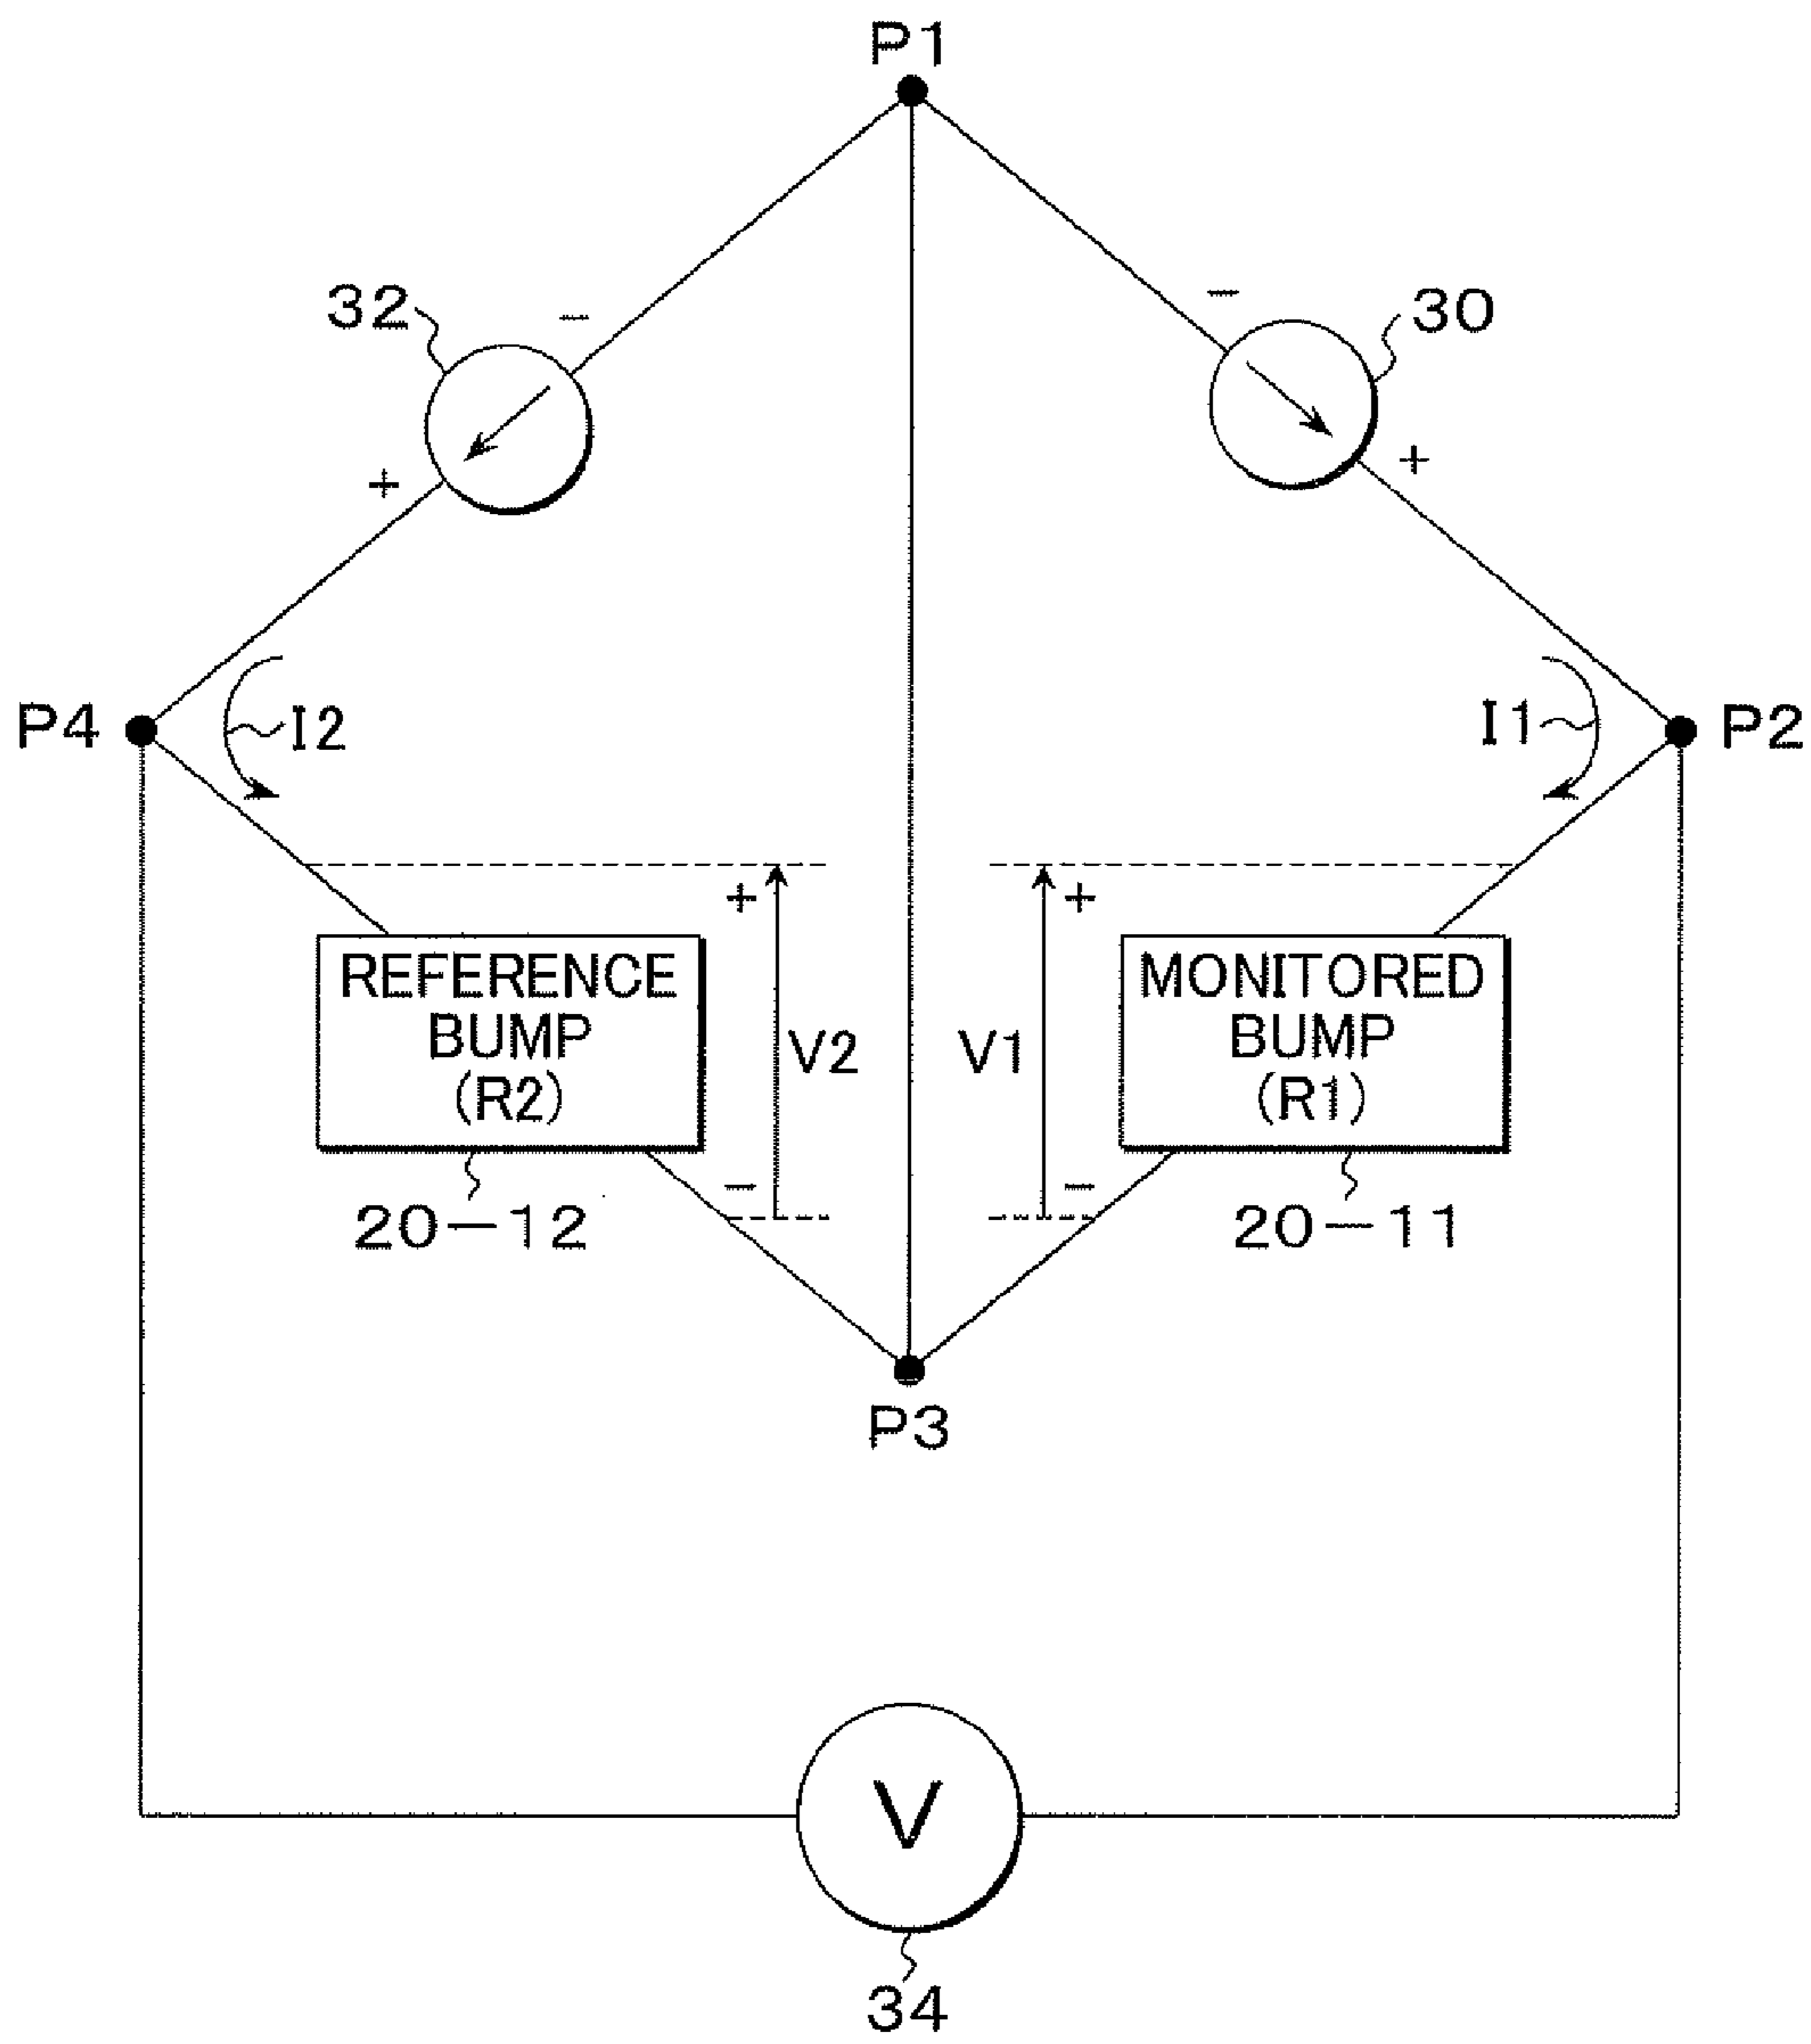 P1
32
−
−
30
+
+
P4
I2
I1
P2
+
+
REFERENCE
BUMP
(R2)
V2
V1
MONITORED
BUMP
(R1)
−
−
20−12
20−11
P3
V
34